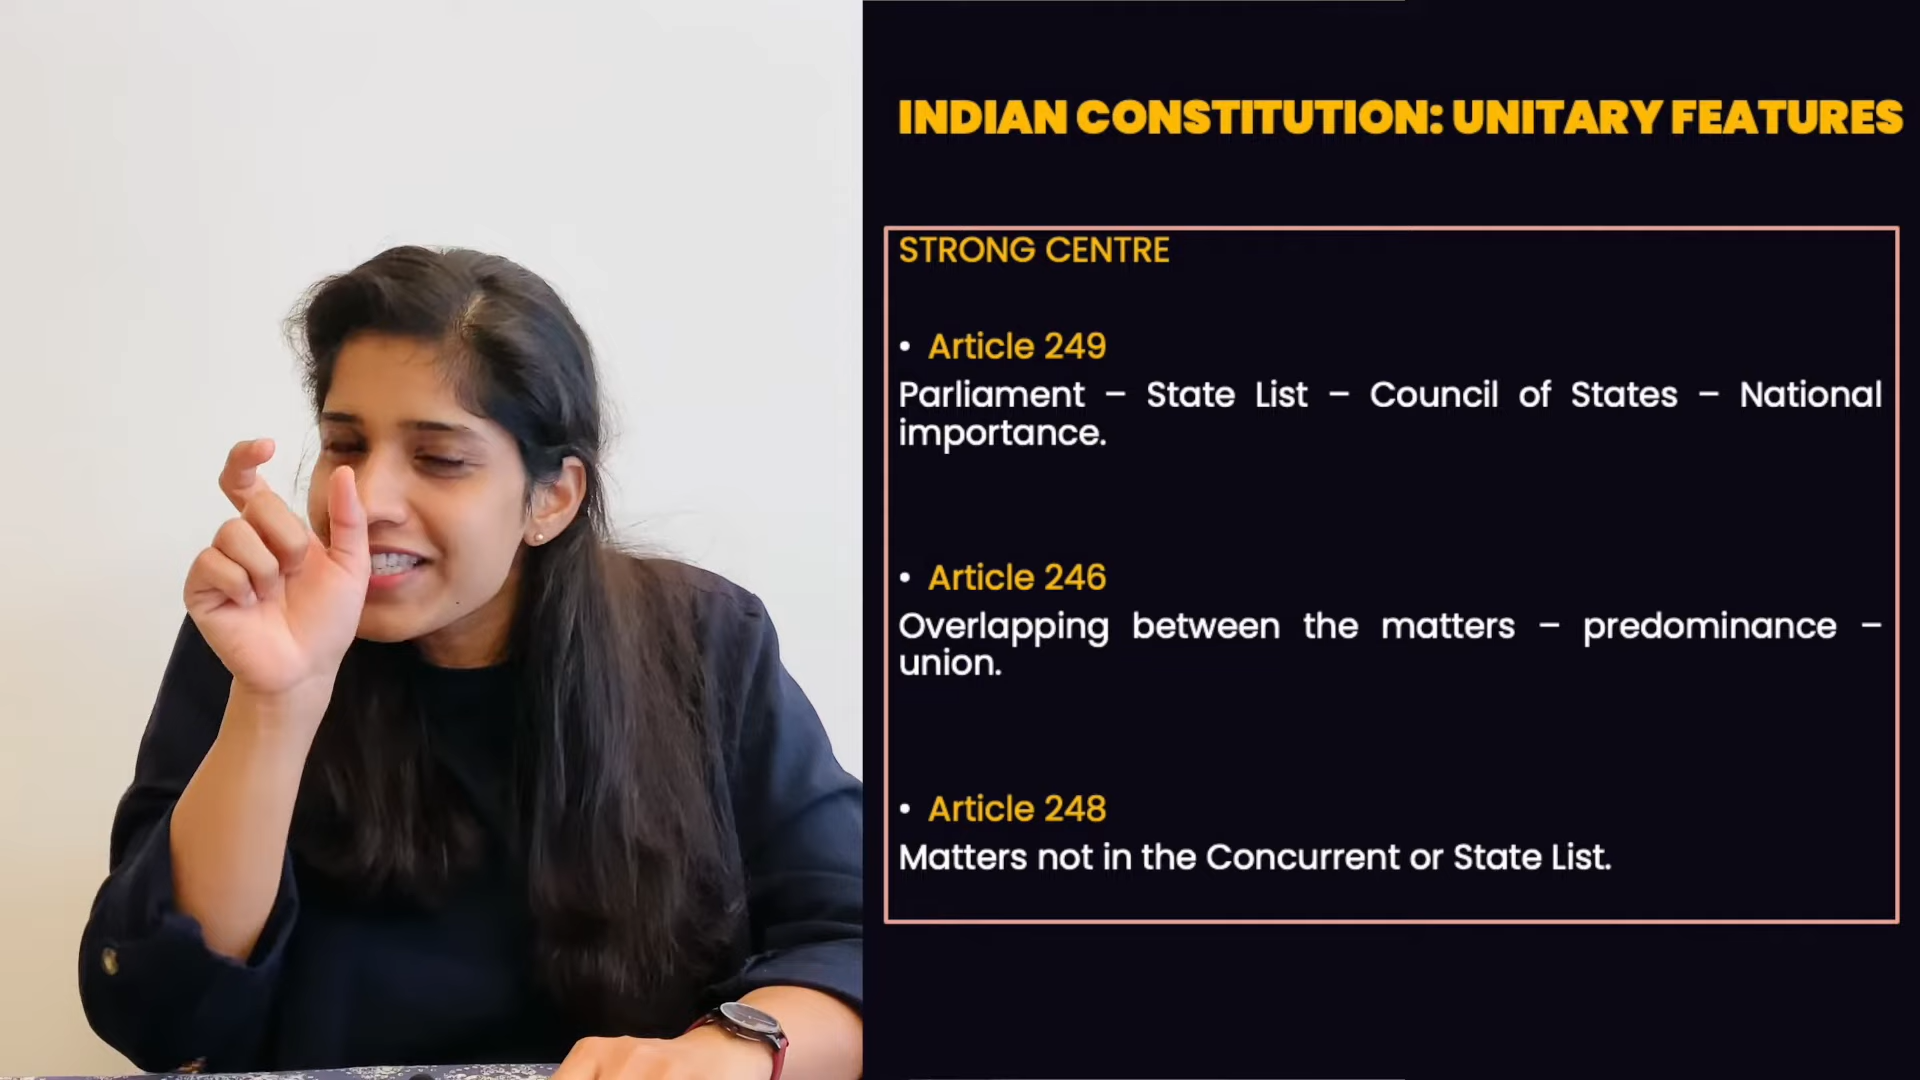 INDIAN CONSTITUTION: UNITARY FEATURES
STRONG CENTRE
• Article 249
Parliament – State List – Council of States – National
importance.
• Article 246
Overlapping between the matters – predominance –
union.
• Article 248
Matters not in the Concurrent or State List.